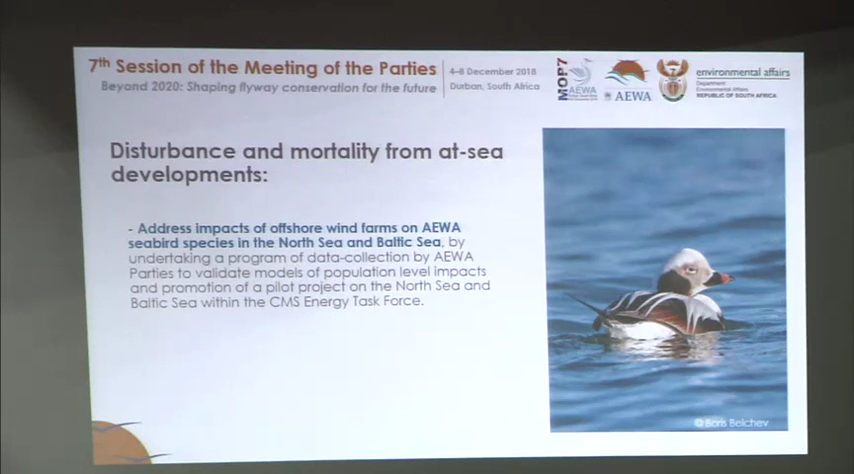 7th Session of the Meeting of the Parties
Beyond 2020: Shaping flyway conservation for the future
4–8 December 2018
Durban, South Africa
MOP7
AEWA
AEWA
environmental affairs
Department:
Environmental Affairs
REPUBLIC OF SOUTH AFRICA
Disturbance and mortality from at-sea
developments:
- Address impacts of offshore wind farms on AEWA
seabird species in the North Sea and Baltic Sea, by
undertaking a program of data-collection by AEWA
Parties to validate models of population level impacts
and promotion of a pilot project on the North Sea and
Baltic Sea within the CMS Energy Task Force.
© Boris Belchev